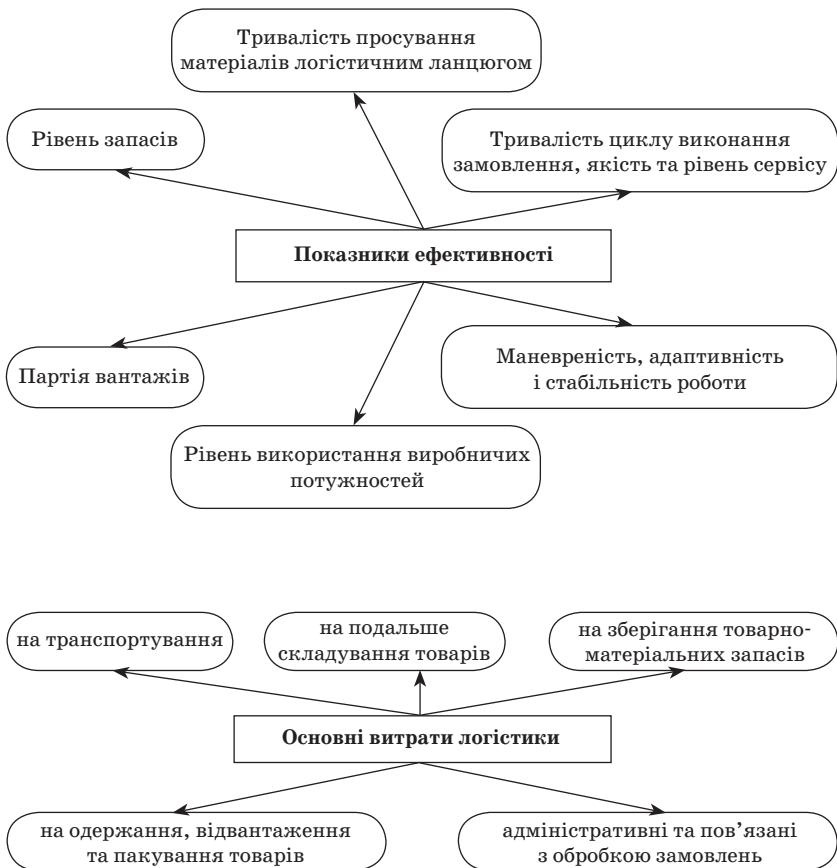 Тривалість просування
матеріалів логістичним ланцюгом
Рівень запасів
Тривалість циклу виконання
замовлення, якість та рівень сервісу
Показники ефективності
Партія вантажів
Маневреність, адаптивність
і стабільність роботи
Рівень використання виробничих
потужностей
на транспортування
на подальше
складування товарів
на зберігання товарно-
матеріальних запасів
Основні витрати логістики
на одержання, відвантаження
та пакування товарів
адміністративні та пов’язані
з обробкою замовлень